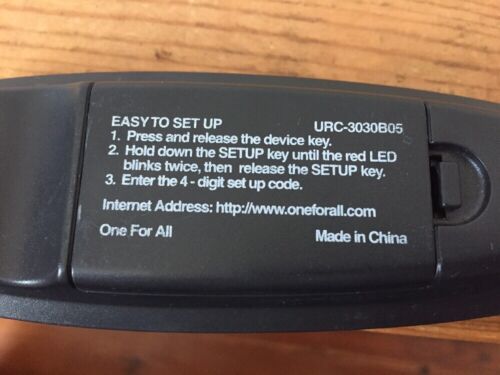 EASY TO SET UP URC-3030B05
1. Press and release the device key.
2. Hold down the SETUP key until the red LED
blinks twice, then release the SETUP key.
3. Enter the 4 - digit set up code.
Internet Address: http://www.oneforall.com
One For All Made in China